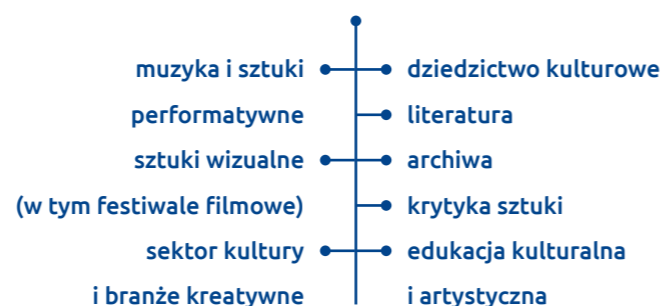 muzyka i sztuki
performatywne
sztuki wizualne
(w tym festiwale filmowe)
sektor kultury
i branże kreatywne
dziedzictwo kulturowe
literatura
archiwa
krytyka sztuki
edukacja kulturalna
i artystyczna